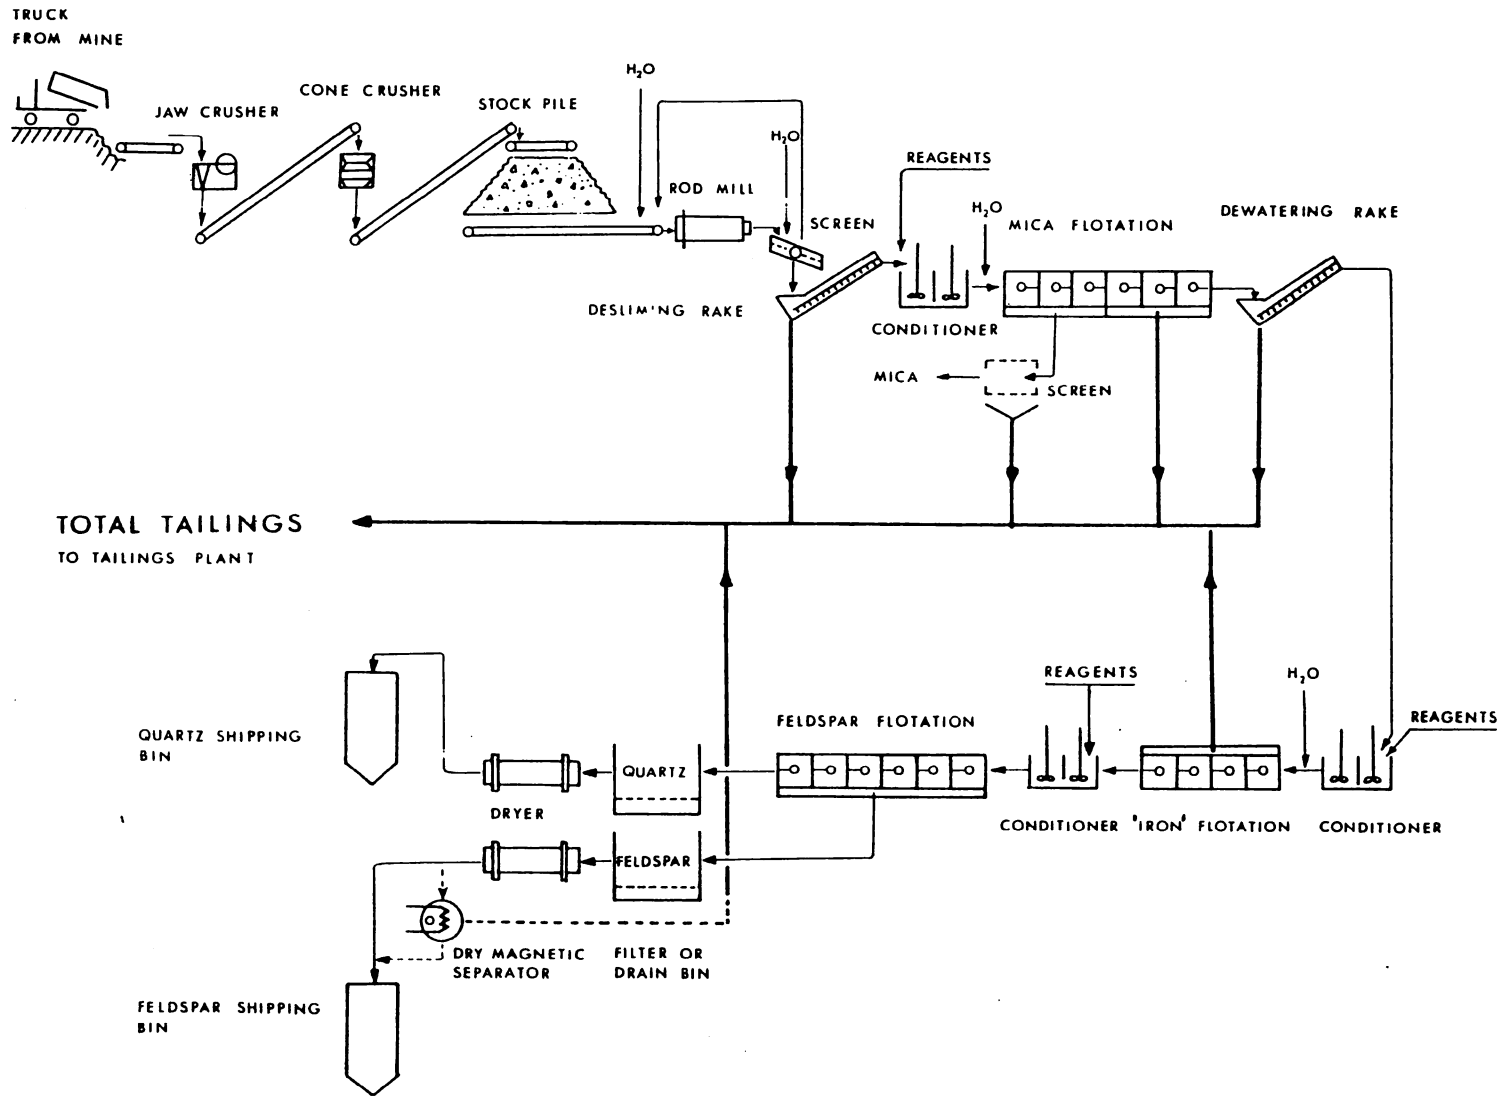 TRUCK
FROM MINE
JAW CRUSHER
CONE CRUSHER
STOCK PILE
H₂O
H₂O
ROD MILL
SCREEN
REAGENTS
H₂O
MICA FLOTATION
DEWATERING RAKE
DESLIM'NG RAKE
CONDITIONER
MICA
SCREEN
TOTAL TAILINGS
TO TAILINGS PLANT
REAGENTS
H₂O
REAGENTS
QUARTZ SHIPPING
BIN
FELDSPAR FLOTATION
QUARTZ
DRYER
CONDITIONER
'IRON' FLOTATION
CONDITIONER
FELDSPAR
DRY MAGNETIC
SEPARATOR
FILTER OR
DRAIN BIN
FELDSPAR SHIPPING
BIN